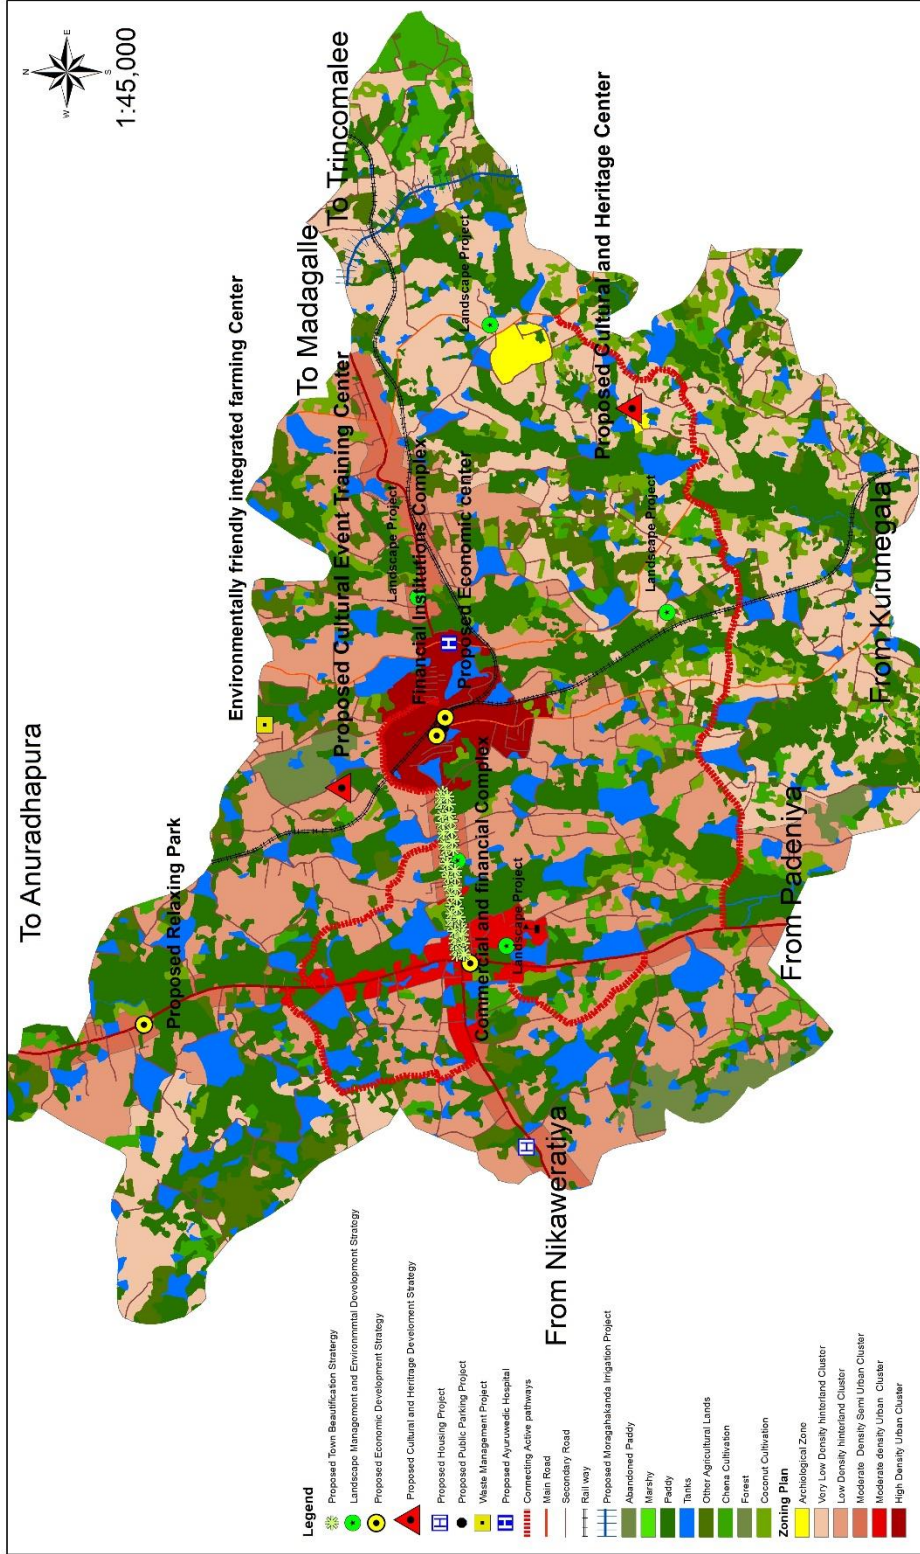 1:45,000
N
E
S
W
To Anuradhapura
To Trincomalee
To Madagalle
Environmentally friendly integrated farming Center
Proposed Cultural Event Training Center
Proposed Relaxing Park
Landscape Project
Financial Institutions Complex
Proposed Economic center
Landscape Project
Proposed Cultural and Heritage Center
Commercial and financial Complex
Landscape Project
Landscape Project
From Nikaweratiya
From Padeniya
From Kurunegala
Legend
Proposed Town Beautification Stratergy
Landscape Management and Environmntal Development Strategy
Proposed Economic Development Strategy
Proposed Cultural and Heritrage Develoment Strategy
Proposed Housing Project
Proposed Public Parking Project
Waste Management Project
Proposed Ayuruwedic Hospital
Connecting Active pathways
Main Road
Secondary Road
Rail way
Proposed Moragahakanda Irrigation Project
Abandoned Paddy
Marshy
Paddy
Tanks
Other Agricultural Lands
Chena Cultivation
Forest
Coconut Cultivation
Zoning Plan
Archiological Zone
Very Low Density hinterland Cluster
Low Density hinterland Cluster
Moderate Density Semi Urban Cluster
Moderate density Urban Cluster
High Density Urban Cluster
H
H
H
H